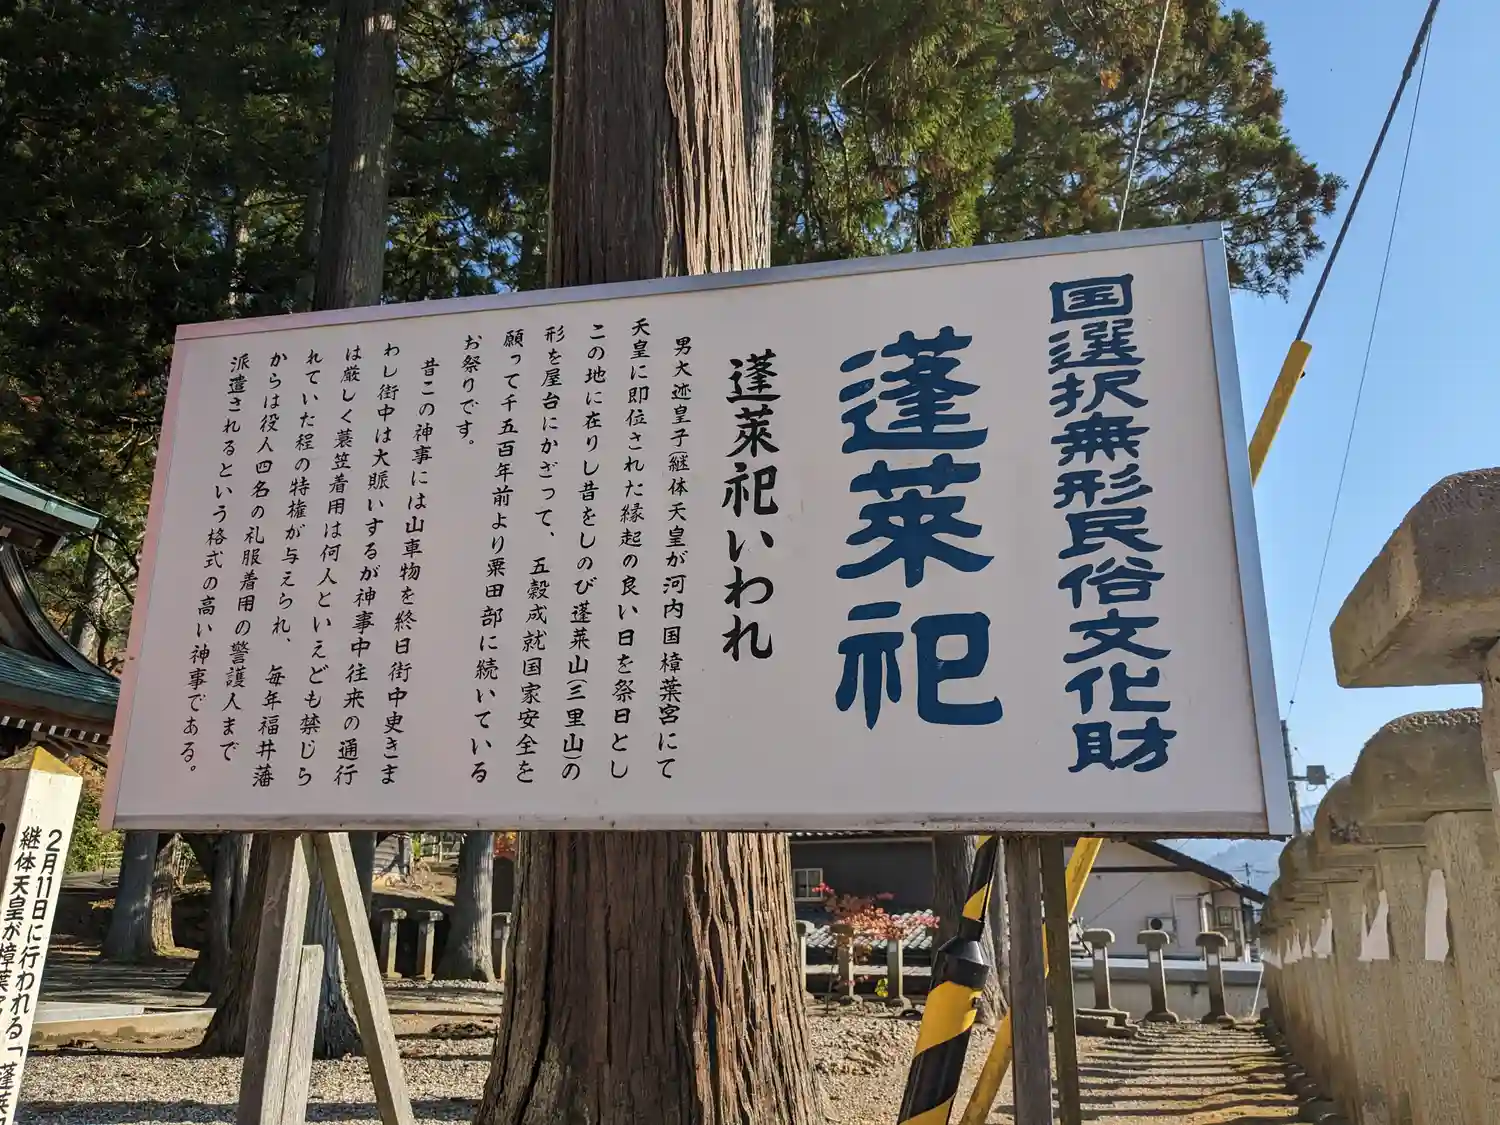 国選択無形民俗文化財
蓬莱祀
蓬莱祀いわれ
男大迹皇子(継体天皇が河内国樟葉宮にて
天皇に即位された縁起の良い日を祭日とし
この地に在りし昔をしのび蓬莱山(三里山)の
形を屋台にかざって、五穀成就国家安全を
願って千五百年前より粟田部に続いている
お祭りです。
昔この神事には山車物を終日街中曳きま
わし街中は大賑いするが神事中往来の通行
は厳しく蓑笠着用は何人といえども禁じら
れていた程の特権が与えられ、毎年福井藩
からは役人四名の礼服着用の警護人まで
派遣されるという格式の高い神事である。
2月11日に行われる「蓬莱
継体天皇が樟葉